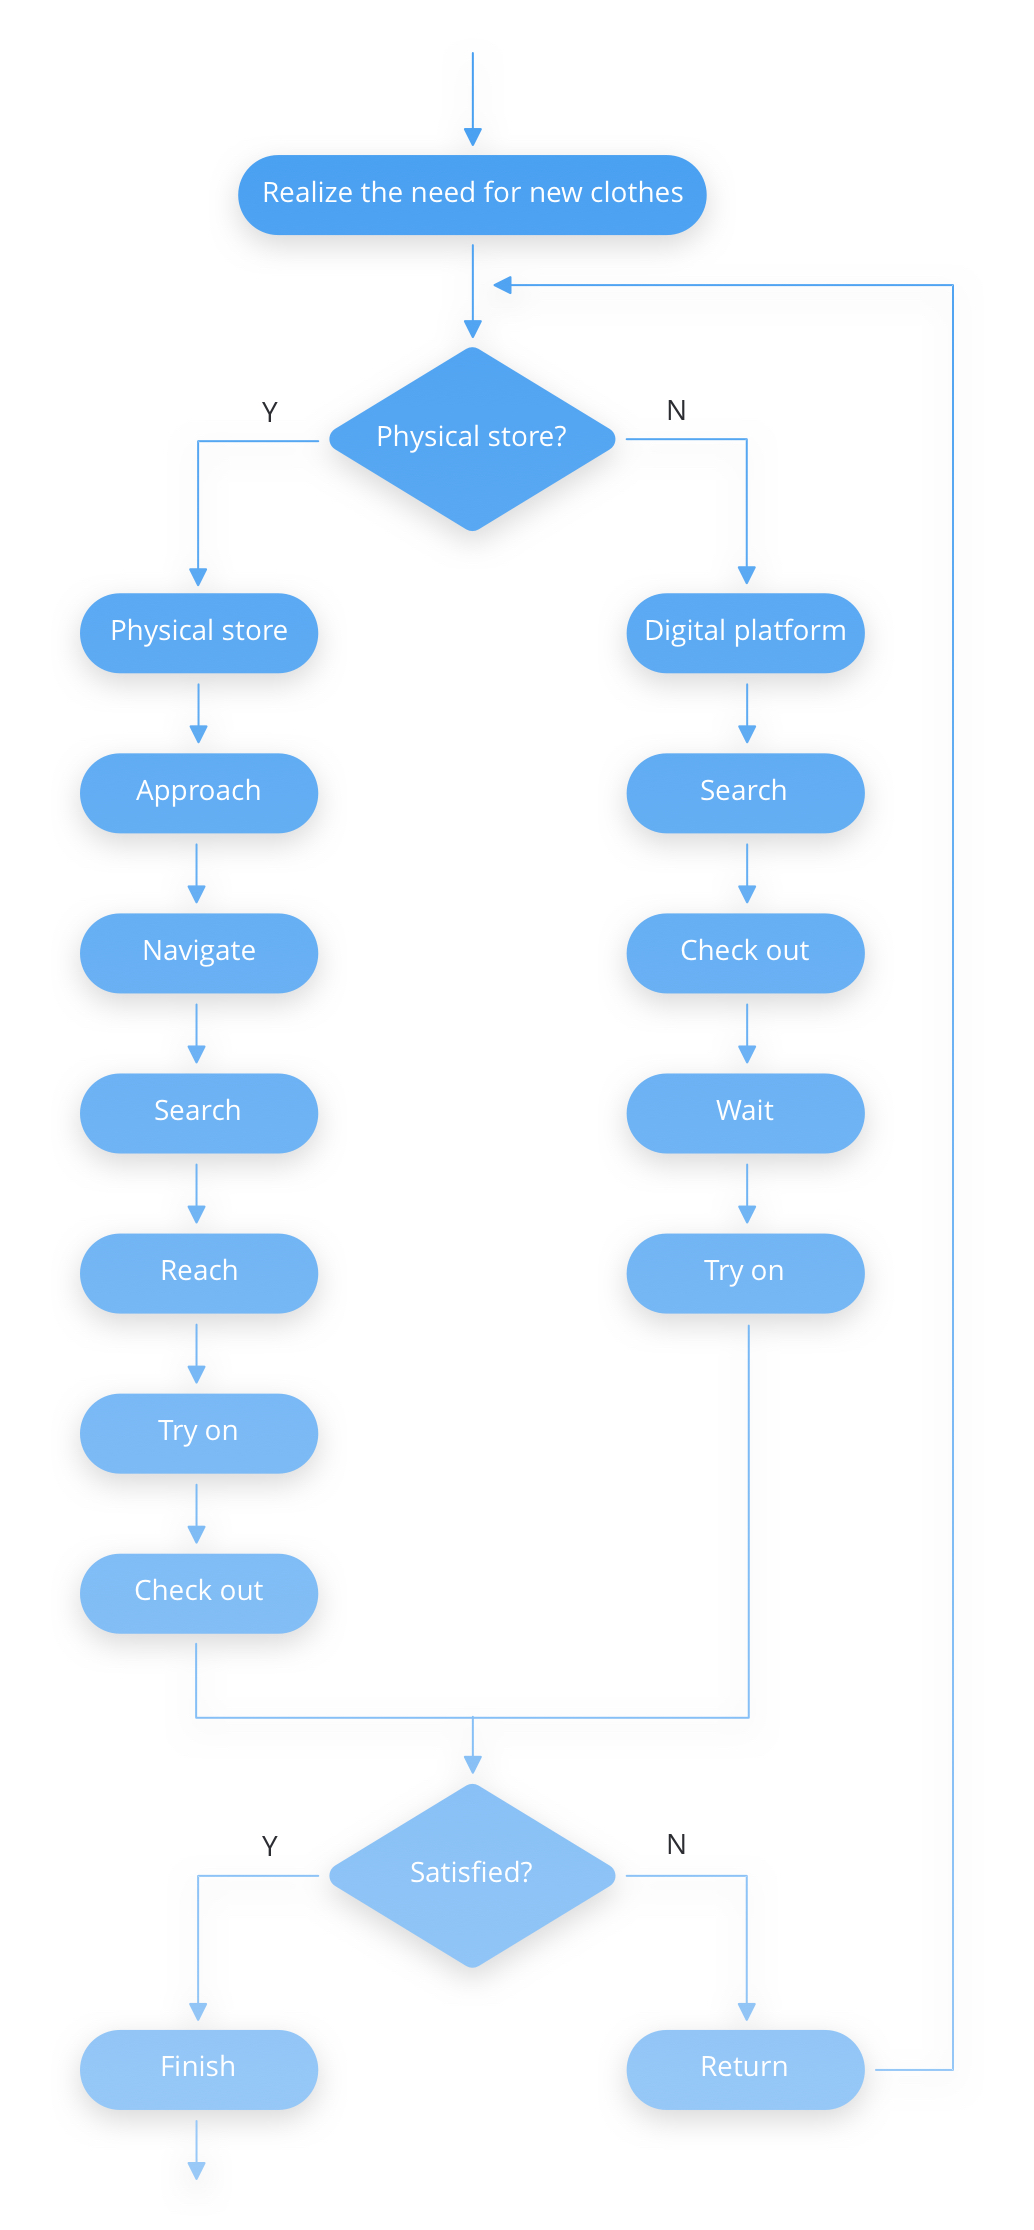 Realize the need for new clothes
Y
N
Physical store?
Physical store
Digital platform
Approach
Search
Navigate
Check out
Search
Wait
Reach
Try on
Try on
Check out
Y
N
Satisfied?
Finish
Return